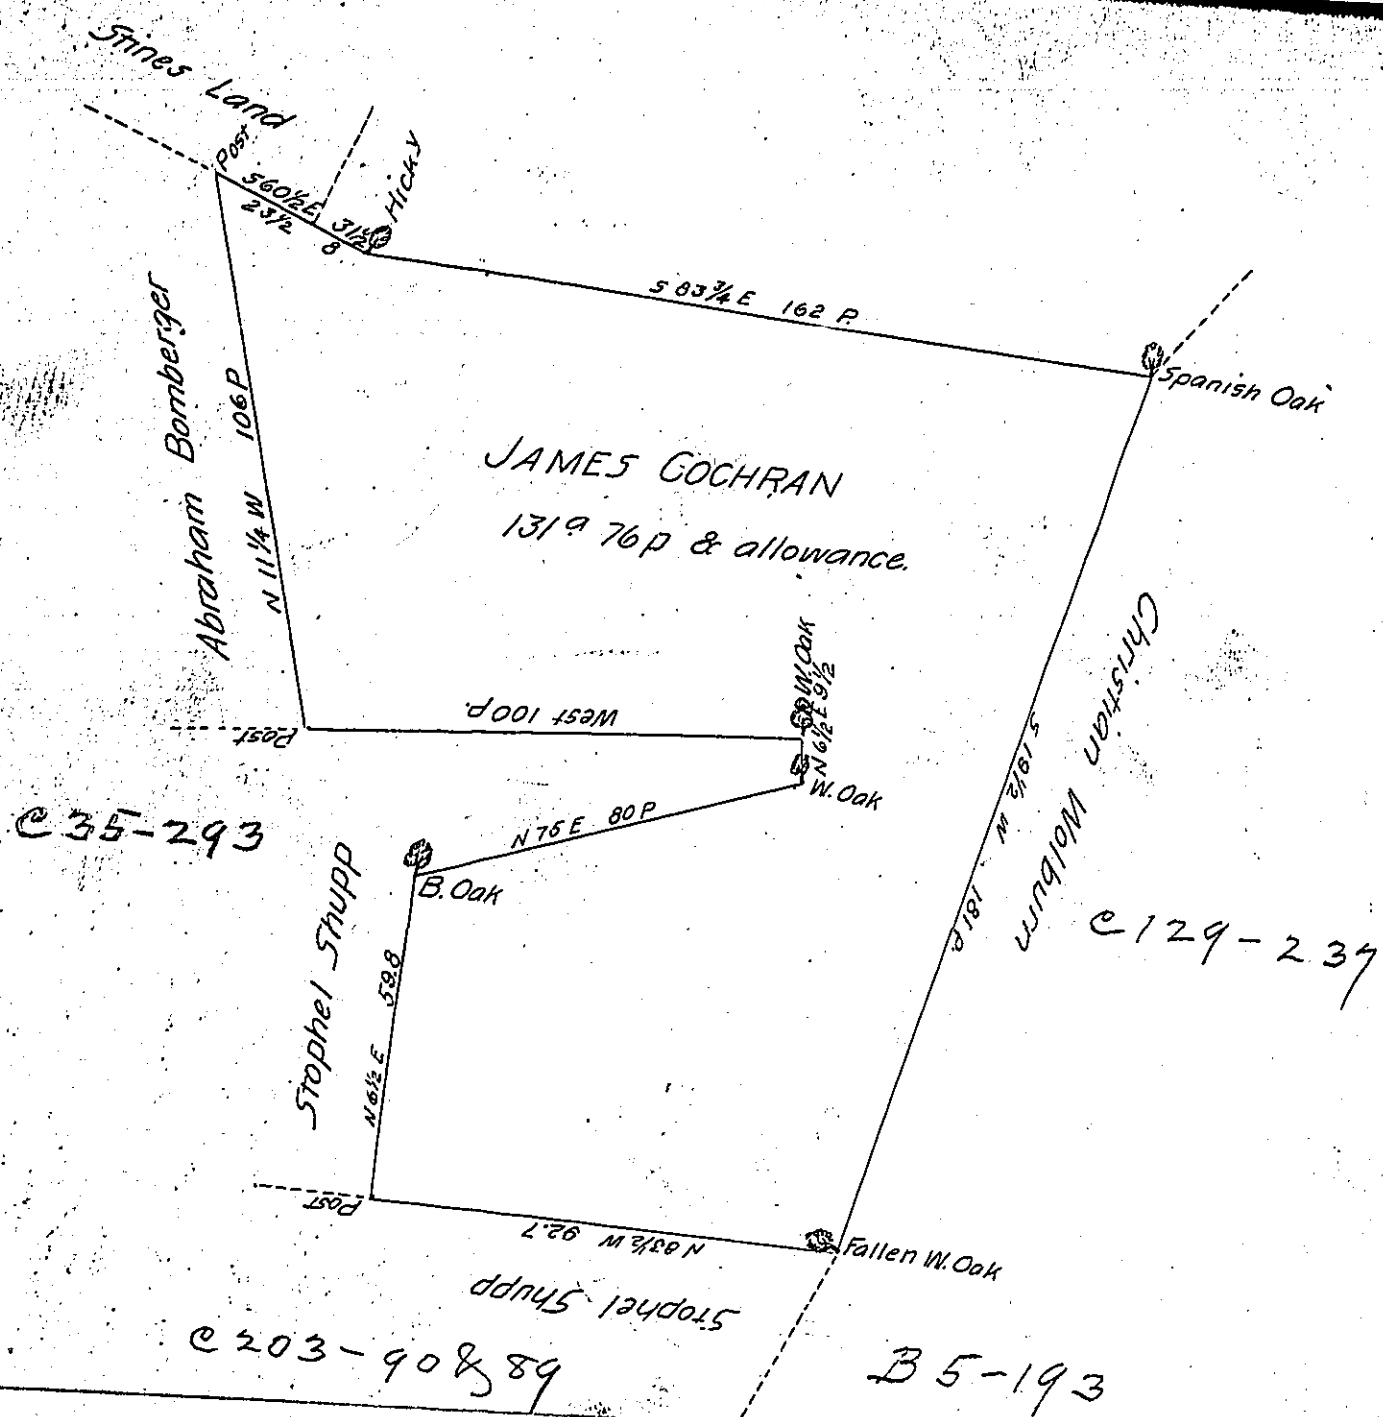 Stines Land
Post
S60½E
23½
31½
8
Hicky
S 83¾ E 162 P.
Spanish Oak
Abraham Bomberger
N 11¼ W 106P
JAMES COCHRAN
131a 76p & allowance.
Christian Wolburn
S 19½ W 181 P.
W.Oak
N 6½ E 9½
West 100p.
Post
W.Oak
N 75 E 80 P
C 35-293
B.Oak
Stophel Shupp
N 6½ E 59.8
C 129-237
Post
N 83½ W 92.7
Fallen W.Oak
Stophel Shupp
C 203-90 & 89
B 5-193